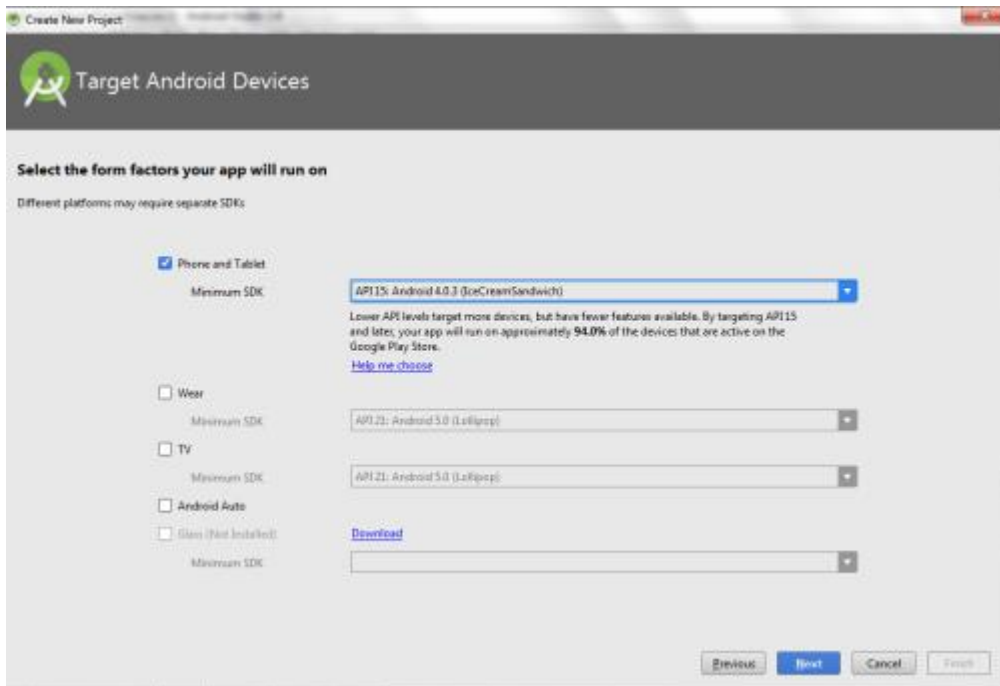 Create New Project
Target Android Devices
Select the form factors your app will run on
Different platforms may require separate SDKs
Phone and Tablet
Minimum SDK
API 15: Android 4.0.3 (IceCreamSandwich)
Lower API levels target more devices, but have fewer features available. By targeting API 15
and later, your app will run on approximately 94.0% of the devices that are active on the
Google Play Store.
Help me choose
Wear
Minimum SDK
API 21: Android 5.0 (Lollipop)
TV
Minimum SDK
API 21: Android 5.0 (Lollipop)
Android Auto
Glass (Not Installed)
Download
Minimum SDK
Previous
Next
Cancel
Finish